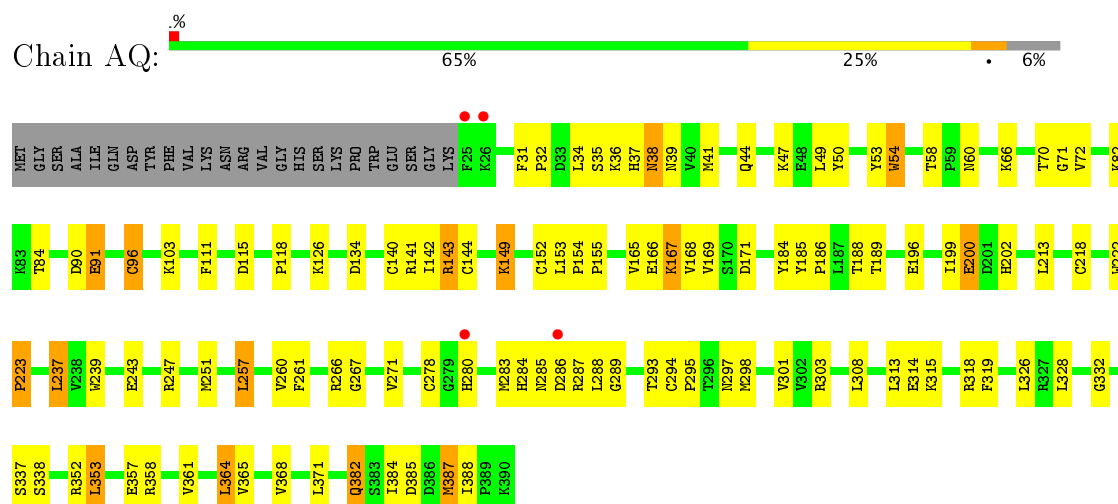 .%
Chain AQ:
65% 25% • 6%
MET GLY SER ALA ILE GLN ASP TYR PHE VAL LYS ASN ARG VAL GLY HIS SER LYS PRO TRP GLU SER GLY LYS F25 K26 F31 P32 D33 L34 S35 K36 H37 N38 N39 V40 M41 Q44 K47 E48 L49 Y50 Y53 W54 T58 P59 N60 K66 T70 G71 V72 K82
K83 T84 D90 E91 C96 K103 F111 D115 P118 K126 D134 C140 R141 I142 R143 C144 K149 C152 L153 P154 P155 V165 E166 K167 V168 V169 S170 D171 Y184 Y185 P186 L187 T188 T189 E196 I199 E200 D201 H202 L213 C218 W222
P223 L237 V238 W239 E243 R247 M251 L257 V260 F261 R266 G267 V271 C278 G279 H280 M283 H284 N285 D286 R287 L288 G289 T293 C294 P295 T296 N297 M298 V301 V302 R303 L308 L313 E314 K315 R318 F319 L326 R327 L328 G332
S337 S338 R352 L353 E357 R358 V361 L364 V365 V368 L371 Q382 S383 I384 D385 D386 M387 I388 P389 K390